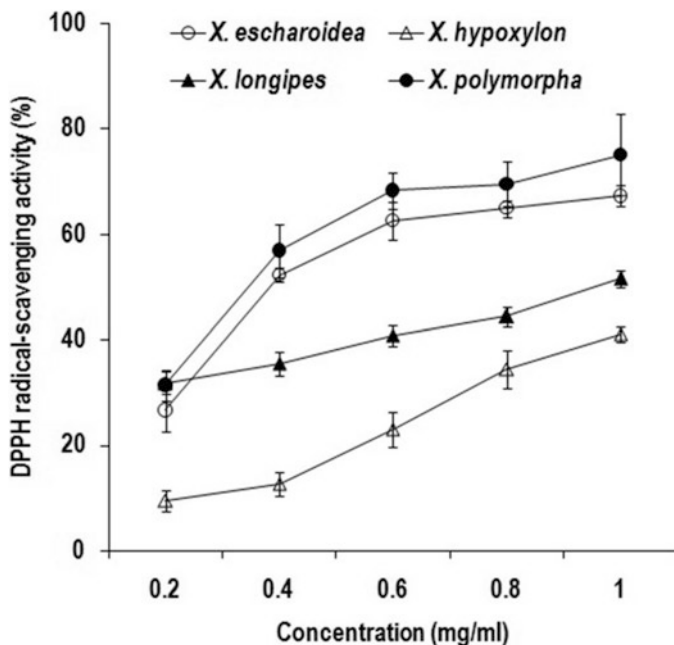 100
80
60
40
20
0
DPPH radical-scavenging activity (%)
X. escharoidea X. hypoxylon
X. longipes X. polymorpha
0.2 0.4 0.6 0.8 1
Concentration (mg/ml)